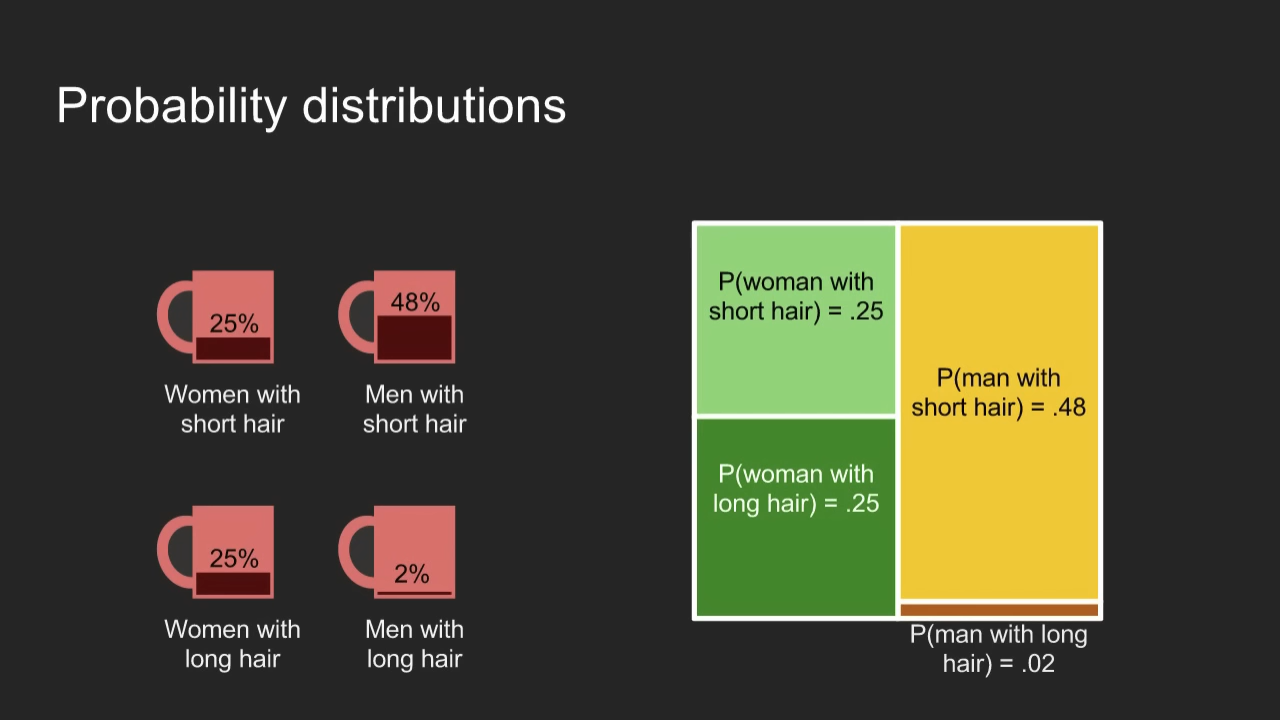 Probability distributions
25%
Women with
short hair
48%
Men with
short hair
25%
Women with
long hair
2%
Men with
long hair
P(woman with
short hair) = .25
P(woman with
long hair) = .25
P(man with
short hair) = .48
P(man with long
hair) = .02